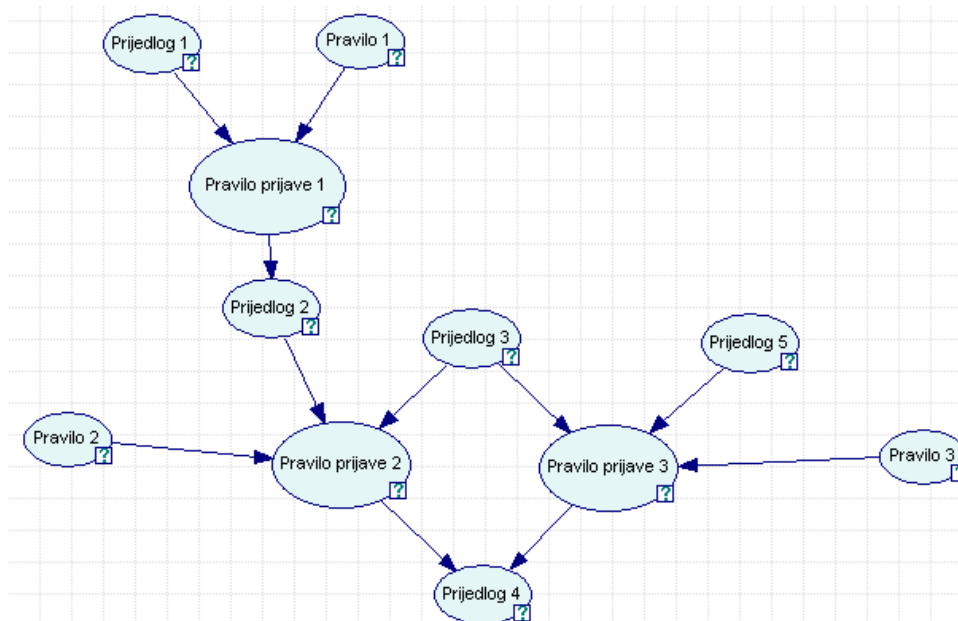 Prijedlog 1
?
Pravilo 1
?
Pravilo prijave 1
?
Prijedlog 2
?
Prijedlog 3
?
Prijedlog 5
?
Pravilo 2
?
Pravilo prijave 2
?
Pravilo prijave 3
?
Pravilo 3
?
Prijedlog 4
?